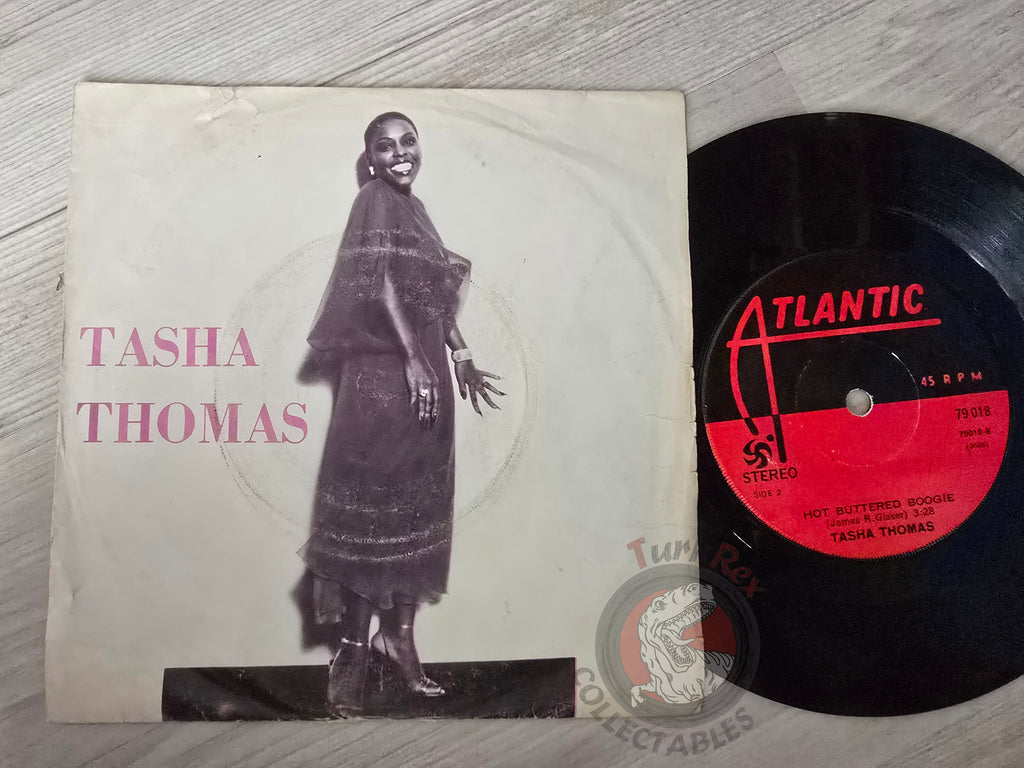 TASHA
THOMAS
ATLANTIC
45 RPM
79 018
STEREO
SIDE 2
HOT BUTTERED BOOGIE
(James R Glaser) 3:28
TASHA THOMAS
Rex
COLLECTABLES